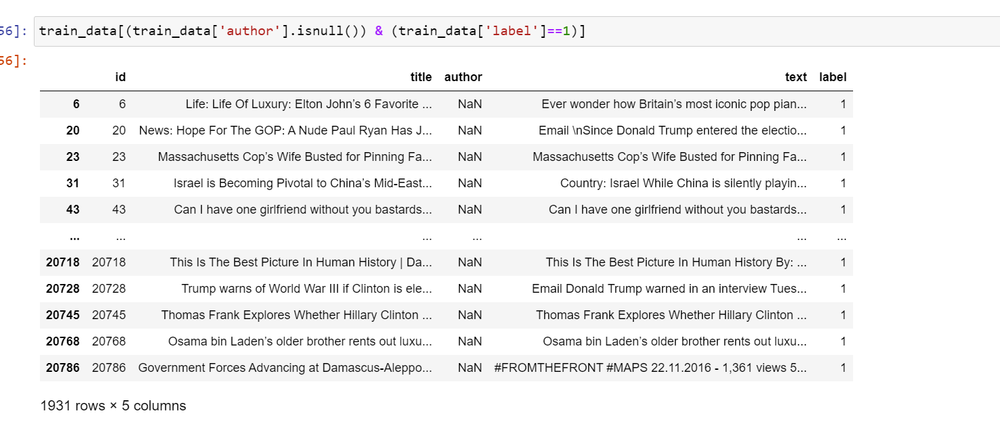 56]: train_data[(train_data['author'].isnull()) & (train_data['label']==1)]
56]:
id title author text label
6 6 Life: Life Of Luxury: Elton John’s 6 Favorite ... NaN Ever wonder how Britain’s most iconic pop pian... 1
20 20 News: Hope For The GOP: A Nude Paul Ryan Has J... NaN Email \nSince Donald Trump entered the electio... 1
23 23 Massachusetts Cop’s Wife Busted for Pinning Fa... NaN Massachusetts Cop’s Wife Busted for Pinning Fa... 1
31 31 Israel is Becoming Pivotal to China’s Mid-East... NaN Country: Israel While China is silently playin... 1
43 43 Can I have one girlfriend without you bastards... NaN Can I have one girlfriend without you bastards... 1
... ... ... ... ... ...
20718 20718 This Is The Best Picture In Human History | Da... NaN This Is The Best Picture In Human History By: ... 1
20728 20728 Trump warns of World War III if Clinton is ele... NaN Email Donald Trump warned in an interview Tues... 1
20745 20745 Thomas Frank Explores Whether Hillary Clinton ... NaN Thomas Frank Explores Whether Hillary Clinton ... 1
20768 20768 Osama bin Laden’s older brother rents out luxu... NaN Osama bin Laden’s older brother rents out luxu... 1
20786 20786 Government Forces Advancing at Damascus-Aleppo... NaN #FROMTHEFRONT #MAPS 22.11.2016 - 1,361 views 5... 1
1931 rows × 5 columns